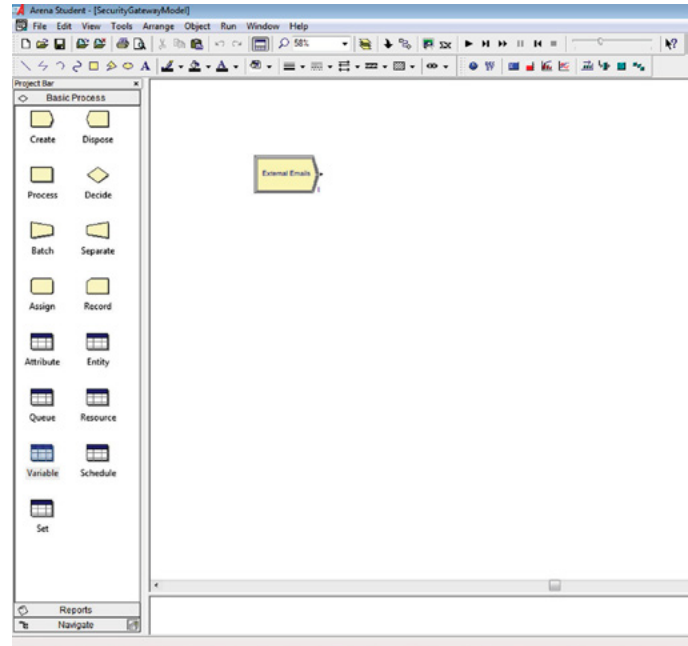 Arena Student - [SecurityGatewayModel]
File Edit View Tools Arrange Object Run Window Help
58%
Project Bar
Basic Process
Create Dispose
Process Decide
Batch Separate
Assign Record
Attribute Entity
Queue Resource
Variable Schedule
Set
Reports
Navigate
External Emails